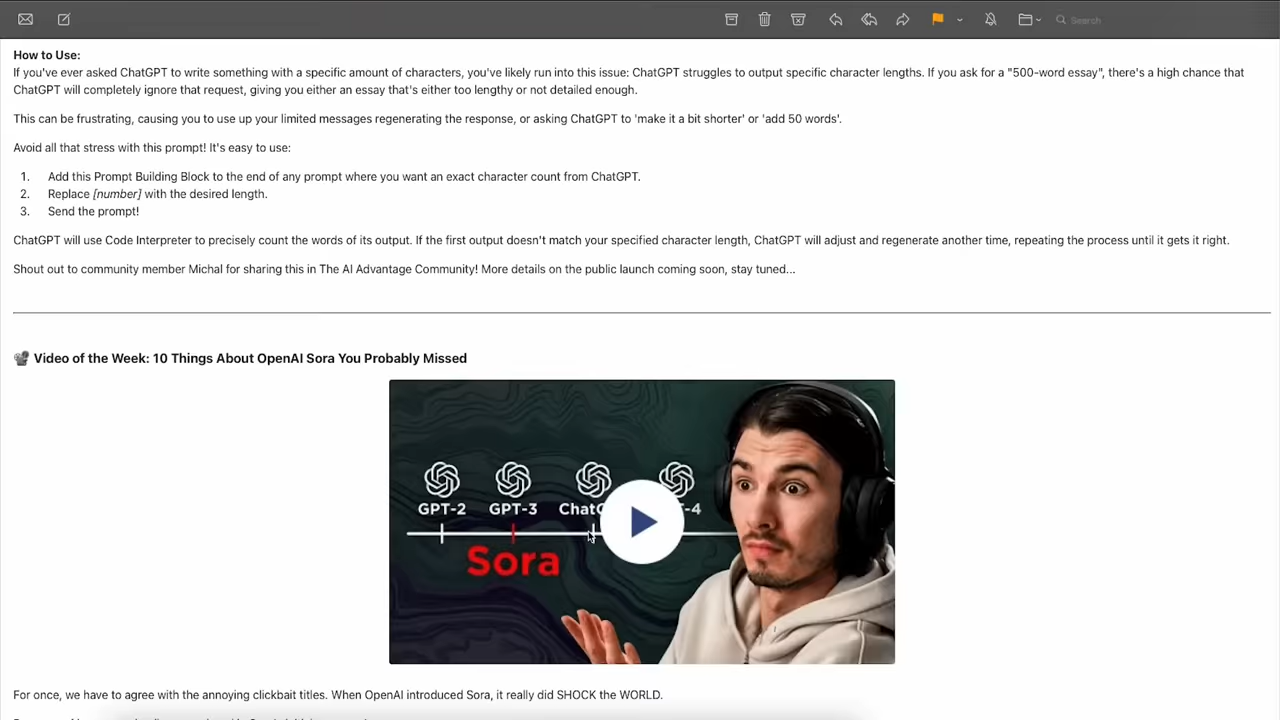 Search
How to Use:
If you've ever asked ChatGPT to write something with a specific amount of characters, you've likely run into this issue: ChatGPT struggles to output specific character lengths. If you ask for a "500-word essay", there's a high chance that
ChatGPT will completely ignore that request, giving you either an essay that's either too lengthy or not detailed enough.
This can be frustrating, causing you to use up your limited messages regenerating the response, or asking ChatGPT to 'make it a bit shorter' or 'add 50 words'.
Avoid all that stress with this prompt! It's easy to use:
1. Add this Prompt Building Block to the end of any prompt where you want an exact character count from ChatGPT.
2. Replace [number] with the desired length.
3. Send the prompt!
ChatGPT will use Code Interpreter to precisely count the words of its output. If the first output doesn't match your specified character length, ChatGPT will adjust and regenerate another time, repeating the process until it gets it right.
Shout out to community member Michal for sharing this in The AI Advantage Community! More details on the public launch coming soon, stay tuned...
Video of the Week: 10 Things About OpenAI Sora You Probably Missed
GPT-2 GPT-3 ChatG -4
Sora
For once, we have to agree with the annoying clickbait titles. When OpenAI introduced Sora, it really did SHOCK the WORLD.